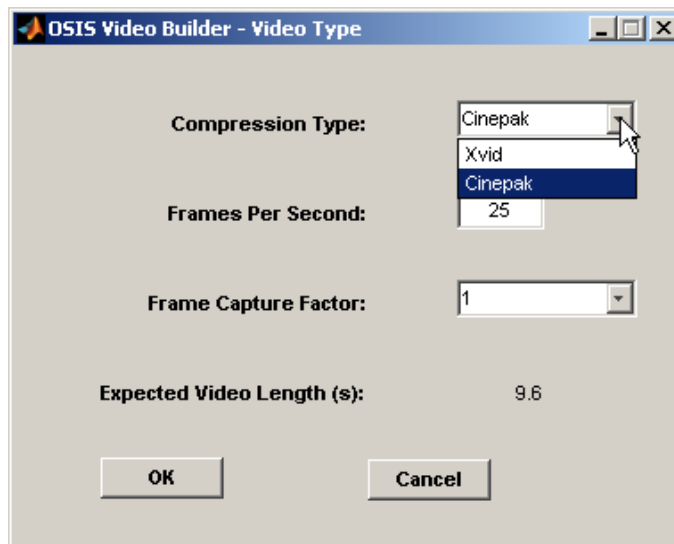 OSIS Video Builder - Video Type
Compression Type: Cinepak
Xvid
Cinepak
Frames Per Second: 25
Frame Capture Factor: 1
Expected Video Length (s): 9.6
OK Cancel